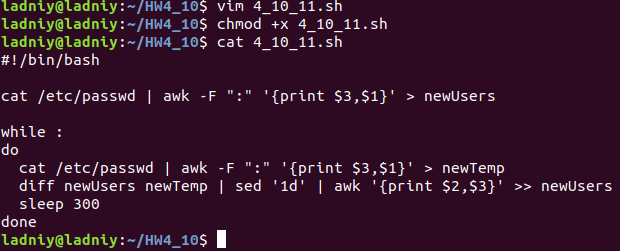 ladniy@ladniy:~/HW4_10$ vim 4_10_11.sh
ladniy@ladniy:~/HW4_10$ chmod +x 4_10_11.sh
ladniy@ladniy:~/HW4_10$ cat 4_10_11.sh
#!/bin/bash

cat /etc/passwd | awk -F ":" '{print $3,$1}' > newUsers

while :
do
  cat /etc/passwd | awk -F ":" '{print $3,$1}' > newTemp
  diff newUsers newTemp | sed '1d' | awk '{print $2,$3}' >> newUsers
  sleep 300
done
ladniy@ladniy:~/HW4_10$